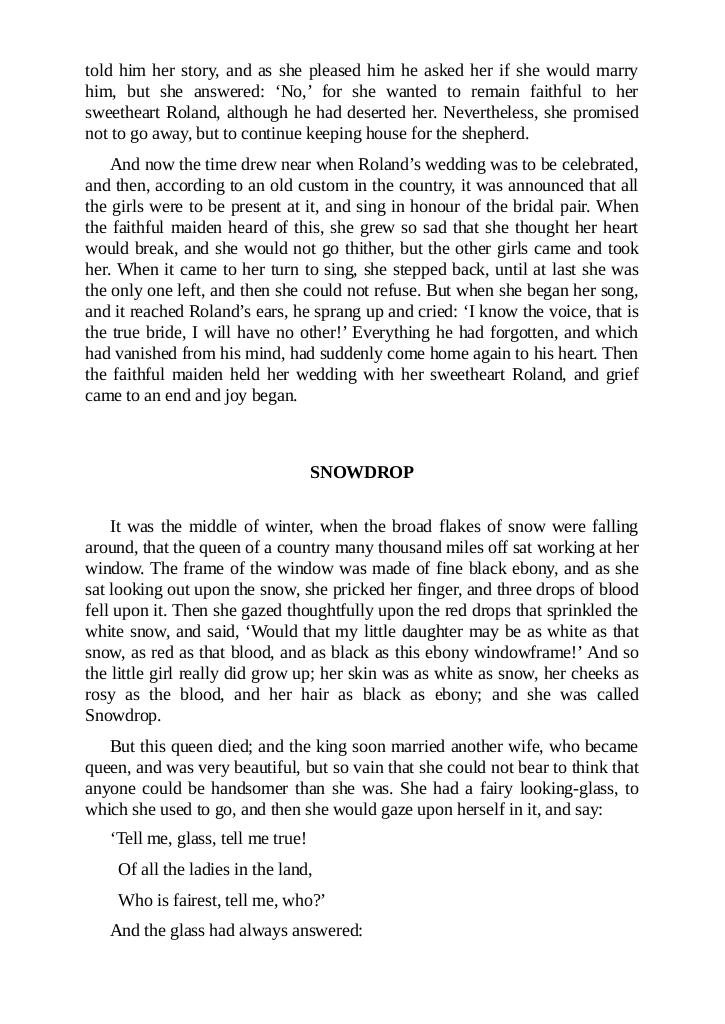 told him her story, and as she pleased him he asked her if she would marry
him, but she answered: ‘No,’ for she wanted to remain faithful to her
sweetheart Roland, although he had deserted her. Nevertheless, she promised
not to go away, but to continue keeping house for the shepherd.
And now the time drew near when Roland’s wedding was to be celebrated,
and then, according to an old custom in the country, it was announced that all
the girls were to be present at it, and sing in honour of the bridal pair. When
the faithful maiden heard of this, she grew so sad that she thought her heart
would break, and she would not go thither, but the other girls came and took
her. When it came to her turn to sing, she stepped back, until at last she was
the only one left, and then she could not refuse. But when she began her song,
and it reached Roland’s ears, he sprang up and cried: ‘I know the voice, that is
the true bride, I will have no other!’ Everything he had forgotten, and which
had vanished from his mind, had suddenly come home again to his heart. Then
the faithful maiden held her wedding with her sweetheart Roland, and grief
came to an end and joy began.
SNOWDROP
It was the middle of winter, when the broad flakes of snow were falling
around, that the queen of a country many thousand miles off sat working at her
window. The frame of the window was made of fine black ebony, and as she
sat looking out upon the snow, she pricked her finger, and three drops of blood
fell upon it. Then she gazed thoughtfully upon the red drops that sprinkled the
white snow, and said, ‘Would that my little daughter may be as white as that
snow, as red as that blood, and as black as this ebony windowframe!’ And so
the little girl really did grow up; her skin was as white as snow, her cheeks as
rosy as the blood, and her hair as black as ebony; and she was called
Snowdrop.
But this queen died; and the king soon married another wife, who became
queen, and was very beautiful, but so vain that she could not bear to think that
anyone could be handsomer than she was. She had a fairy looking-glass, to
which she used to go, and then she would gaze upon herself in it, and say:
‘Tell me, glass, tell me true!
Of all the ladies in the land,
Who is fairest, tell me, who?’
And the glass had always answered: